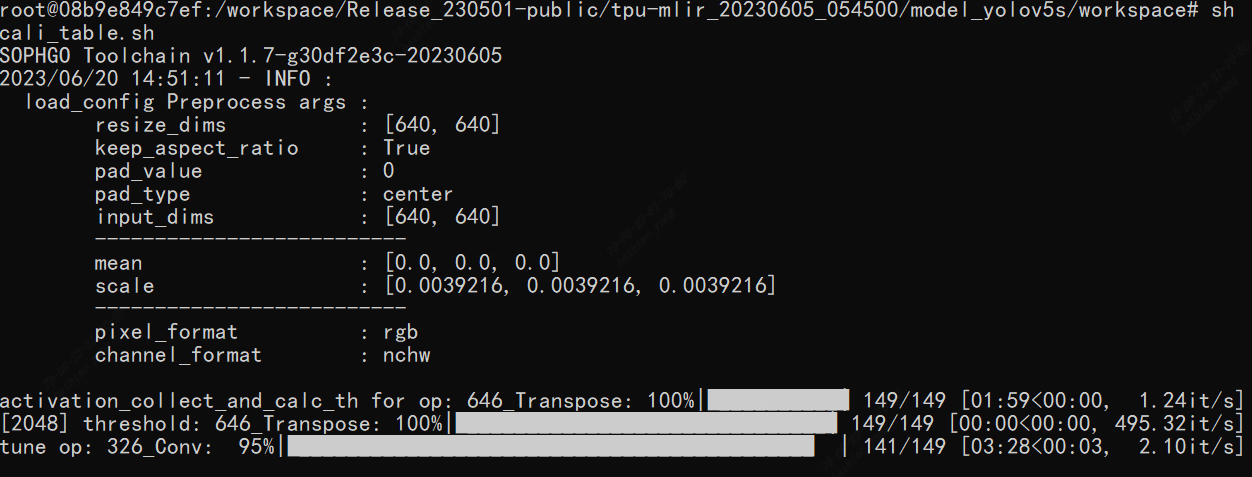 root@08b9e849c7ef:/workspace/Release_230501-public/tpu-mlir_20230605_054500/model_yolov5s/workspace# sh
cali_table.sh
SOPHGO Toolchain v1.1.7-g30df2e3c-20230605
2023/06/20 14:51:11 - INFO :
load_config Preprocess args :
resize_dims : [640, 640]
keep_aspect_ratio : True
pad_value : 0
pad_type : center
input_dims : [640, 640]
--------------------------
mean : [0.0, 0.0, 0.0]
scale : [0.0039216, 0.0039216, 0.0039216]
--------------------------
pixel_format : rgb
channel_format : nchw
activation_collect_and_calc_th for op: 646_Transpose: 100%| | 149/149 [01:59<00:00, 1.24it/s]
[2048] threshold: 646_Transpose: 100%| | 149/149 [00:00<00:00, 495.32it/s]
tune op: 326_Conv: 95%| | 141/149 [03:28<00:03, 2.10it/s]